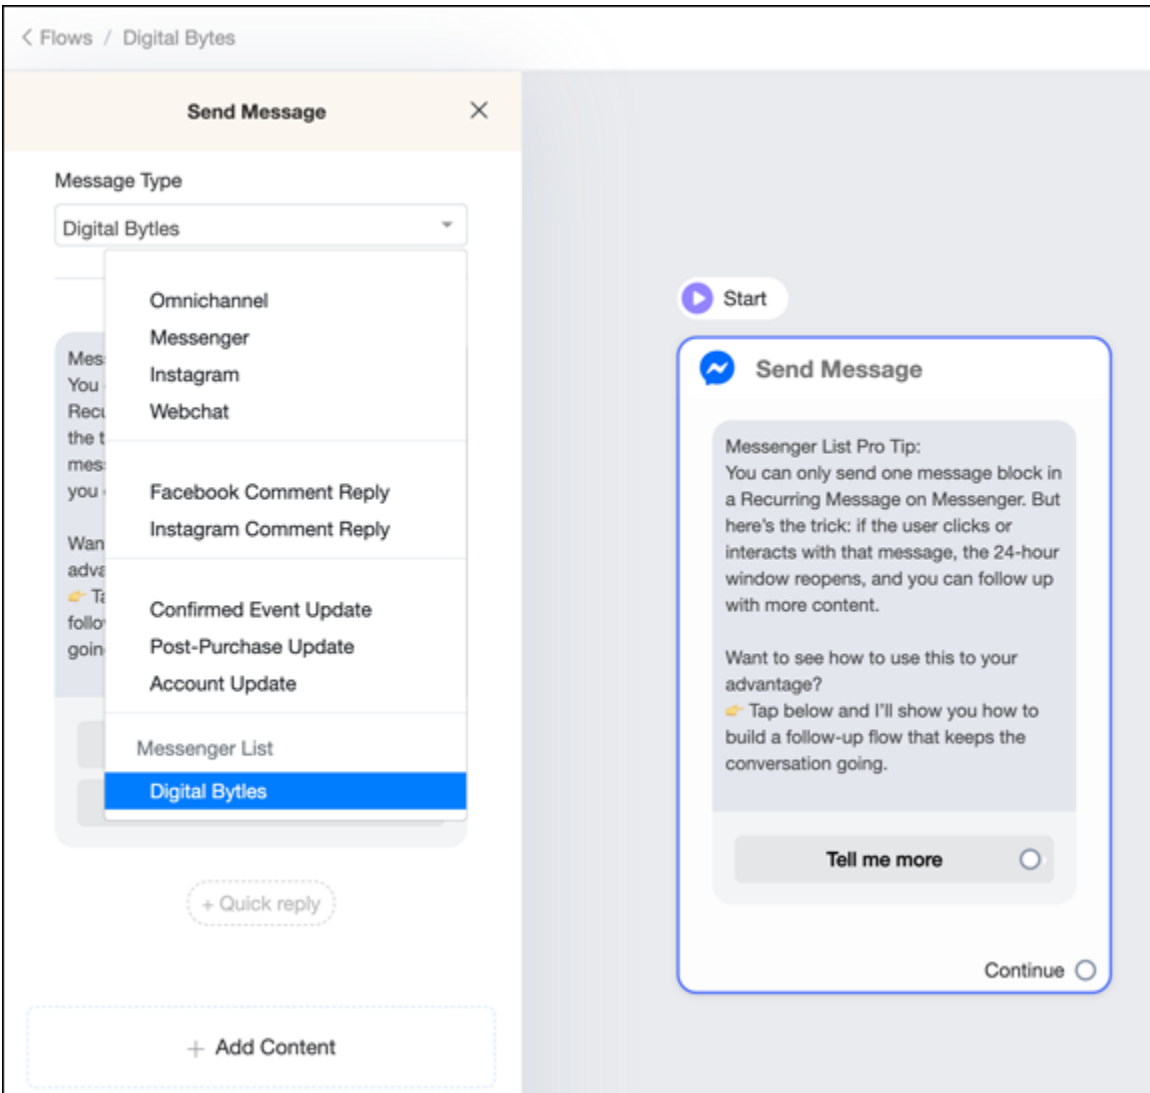 Flows / Digital Bytes
Send Message
Message Type
Digital Bytles
Omnichannel
Messenger
Instagram
Webchat
Facebook Comment Reply
Instagram Comment Reply
Confirmed Event Update
Post-Purchase Update
Account Update
Messenger List
Digital Bytles
You
the t
you
+ Quick reply
+ Add Content
Start
Send Message
Messenger List Pro Tip:
You can only send one message block in
a Recurring Message on Messenger. But
here's the trick: if the user clicks or
interacts with that message, the 24-hour
window reopens, and you can follow up
with more content.
Want to see how to use this to your
advantage?
👉 Tap below and I'll show you how to
build a follow-up flow that keeps the
conversation going.
Tell me more
Continue